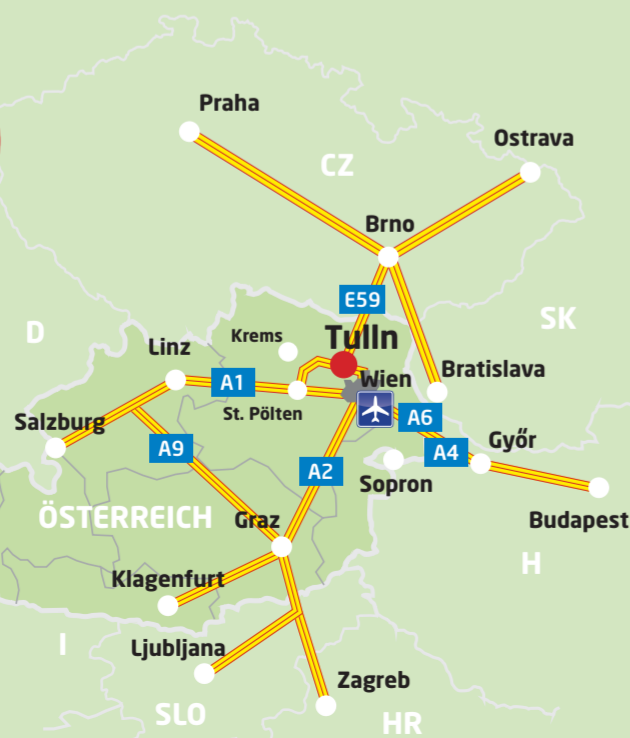 Praha
Ostrava
CZ
Brno
E59
SK
D
Krems
Tulln
Linz
Wien
Bratislava
A1
St. Pölten
A6
Salzburg
A9
A4
Győr
A2
Sopron
ÖSTERREICH
Graz
Budapest
H
Klagenfurt
I
Ljubljana
Zagreb
SLO
HR